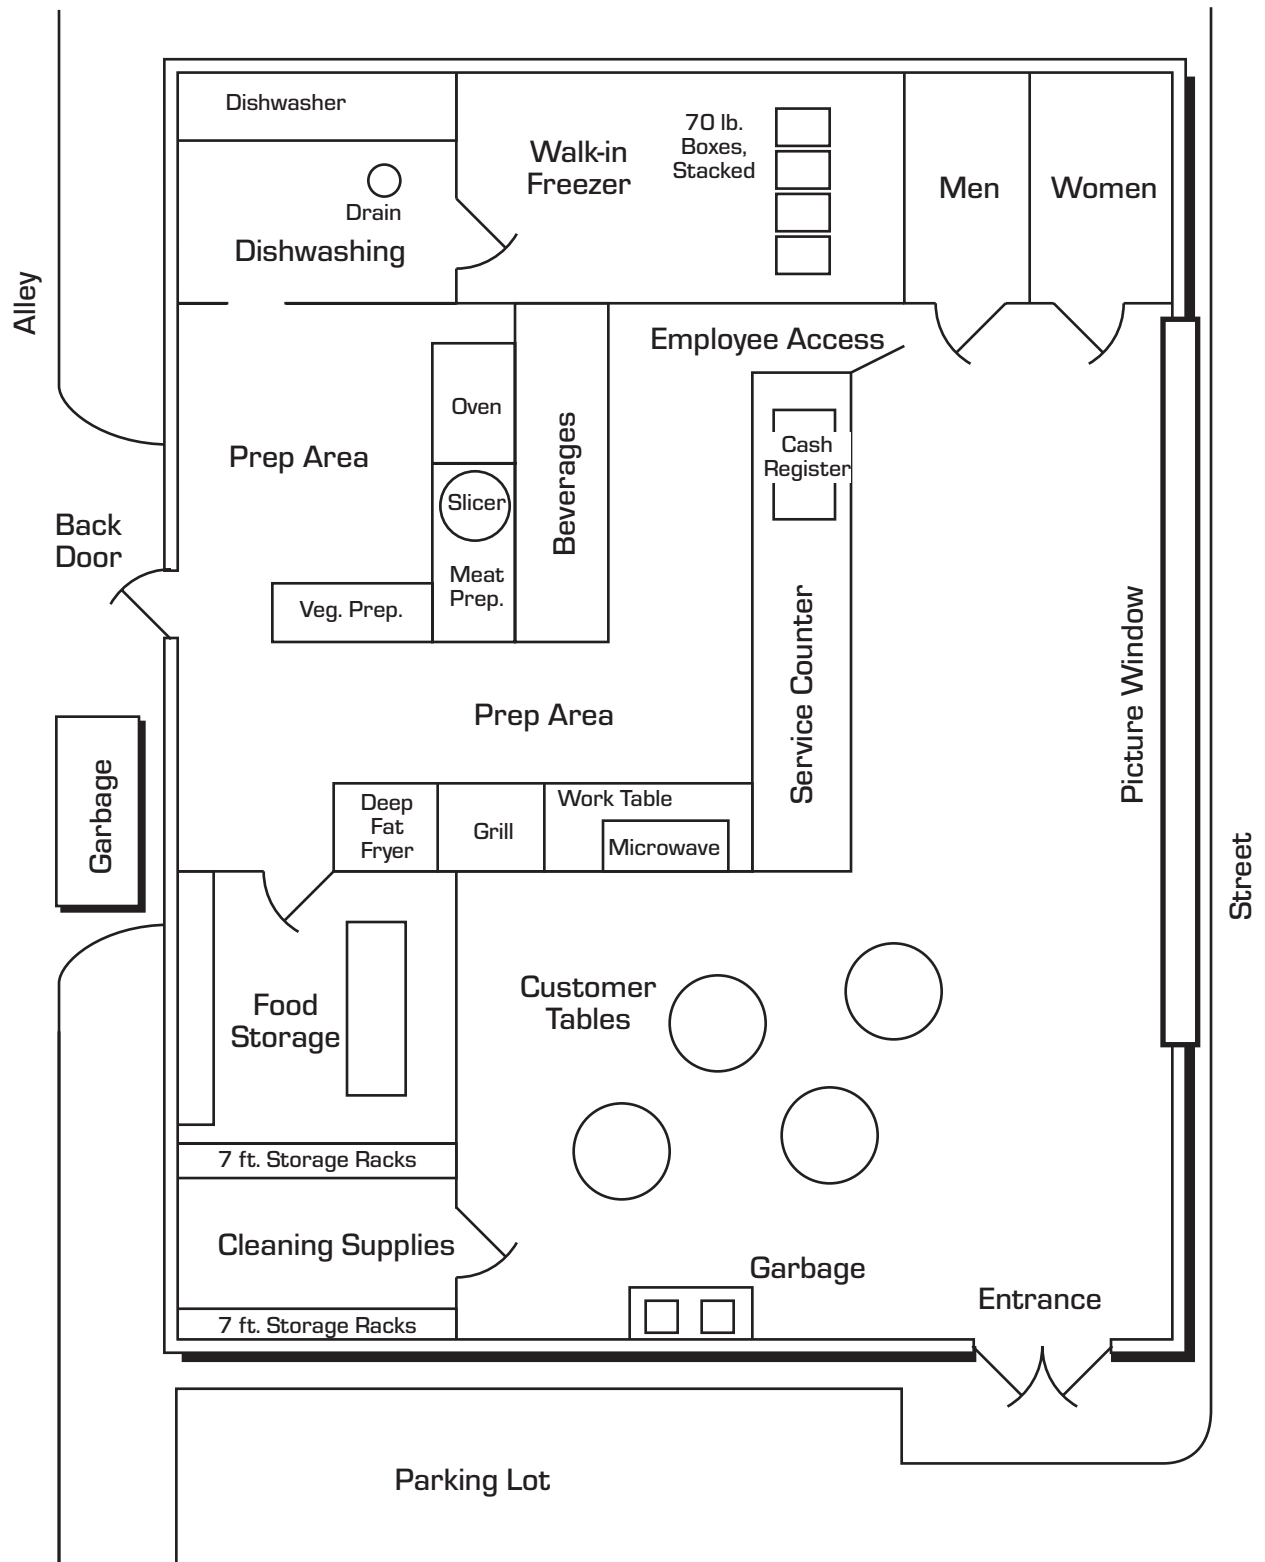 Dishwasher
Drain
Dishwashing
Walk-in
Freezer
70 lb.
Boxes,
Stacked
Men
Women
Alley
Employee Access
Oven
Prep Area
Slicer
Meat
Prep.
Beverages
Cash
Register
Back
Door
Veg. Prep.
Prep Area
Service Counter
Picture Window
Garbage
Deep
Fat
Fryer
Grill
Work Table
Microwave
Street
Food
Storage
Customer
Tables
7 ft. Storage Racks
Cleaning Supplies
7 ft. Storage Racks
Garbage
Entrance
Parking Lot